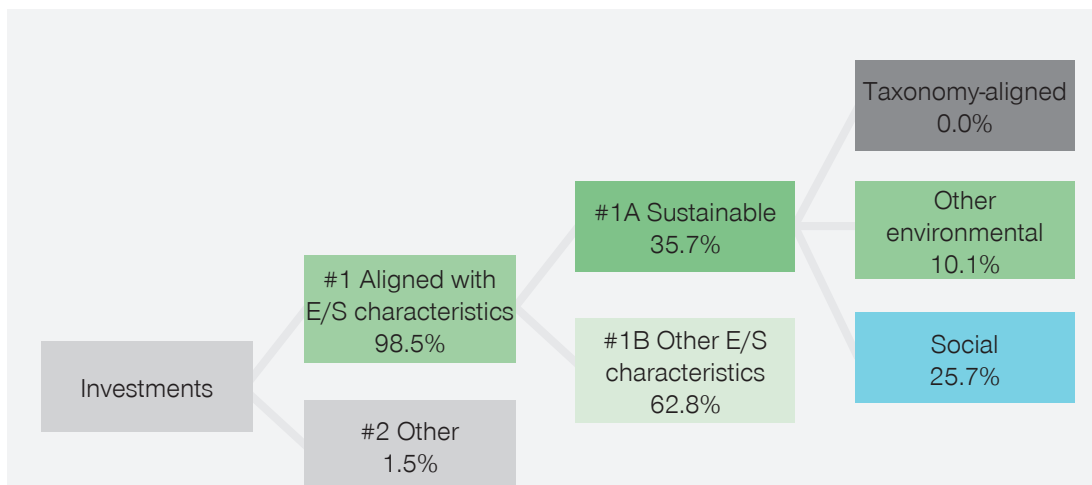 Investments
#1 Aligned with
E/S characteristics
98.5%
#2 Other
1.5%
#1A Sustainable
35.7%
#1B Other E/S
characteristics
62.8%
Taxonomy-aligned
0.0%
Other
environmental
10.1%
Social
25.7%